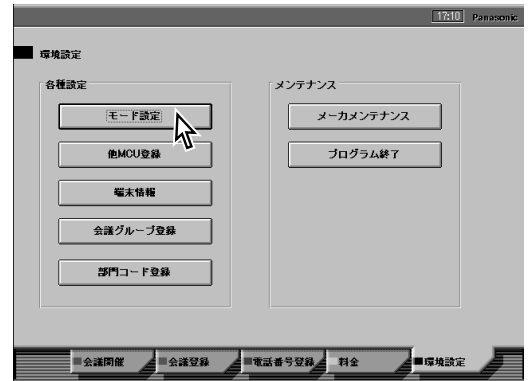 17:10 Panasonic
環境設定
各種設定
モード設定
他MCU登録
端末情報
会議グループ登録
部門コード登録
メンテナンス
メーカメンテナンス
プログラム終了
会議開催 会議登録 電話番号登録 料金 環境設定